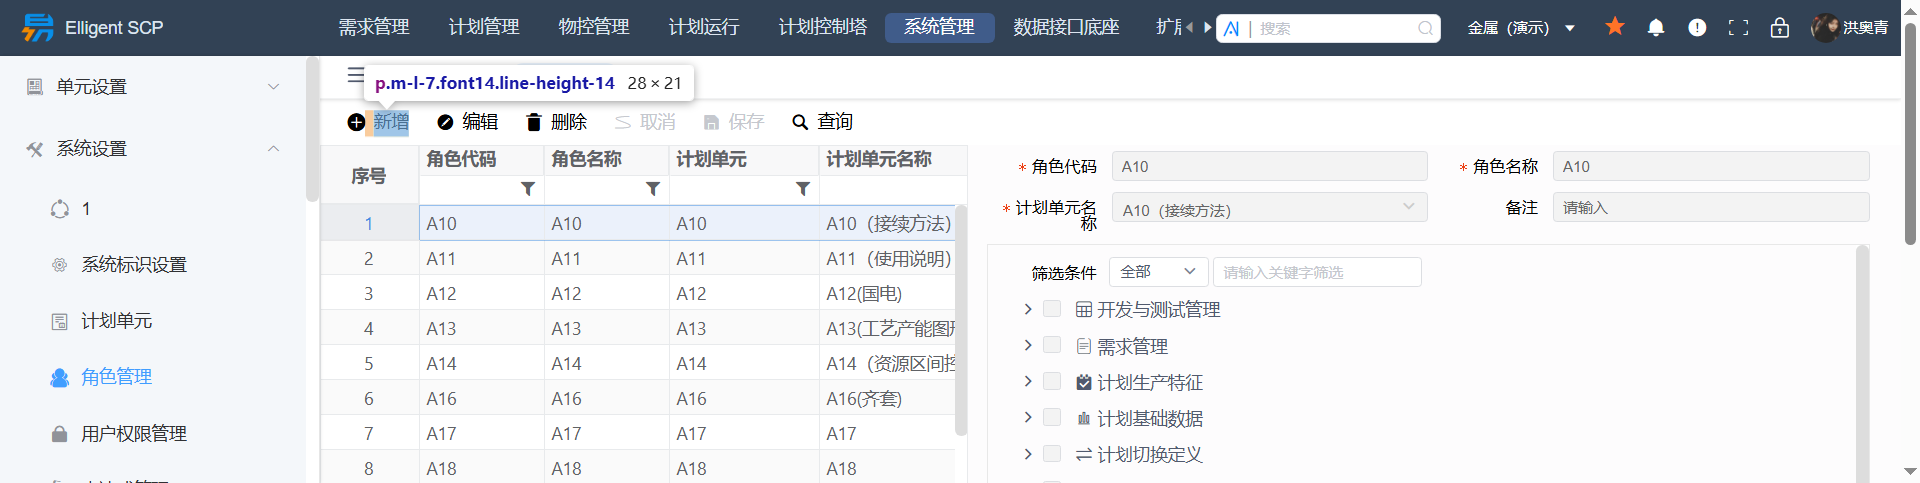 Elligent SCP
需求管理 计划管理 物控管理 计划运行 计划控制塔 系统管理 数据接口底座
AI | 搜索
金属（演示）
洪奥青
单元设置
系统设置
1
系统标识设置
计划单元
角色管理
用户权限管理
p.m-l-7.font14.line-height-14 28 × 21
新增 编辑 删除 取消 保存 查询
序号 角色代码 角色名称 计划单元 计划单元名称
1 A10 A10 A10 A10（接续方法）
2 A11 A11 A11 A11（使用说明）
3 A12 A12 A12 A12(国电)
4 A13 A13 A13 A13(工艺产能图
5 A14 A14 A14 A14（资源区间
6 A16 A16 A16 A16(齐套)
7 A17 A17 A17 A17
8 A18 A18 A18 A18
* 角色代码 A10
* 角色名称 A10
* 计划单元名称 A10（接续方法）
备注 请输入
筛选条件 全部 请输入关键字筛选
开发与测试管理
需求管理
计划生产特征
计划基础数据
计划切换定义